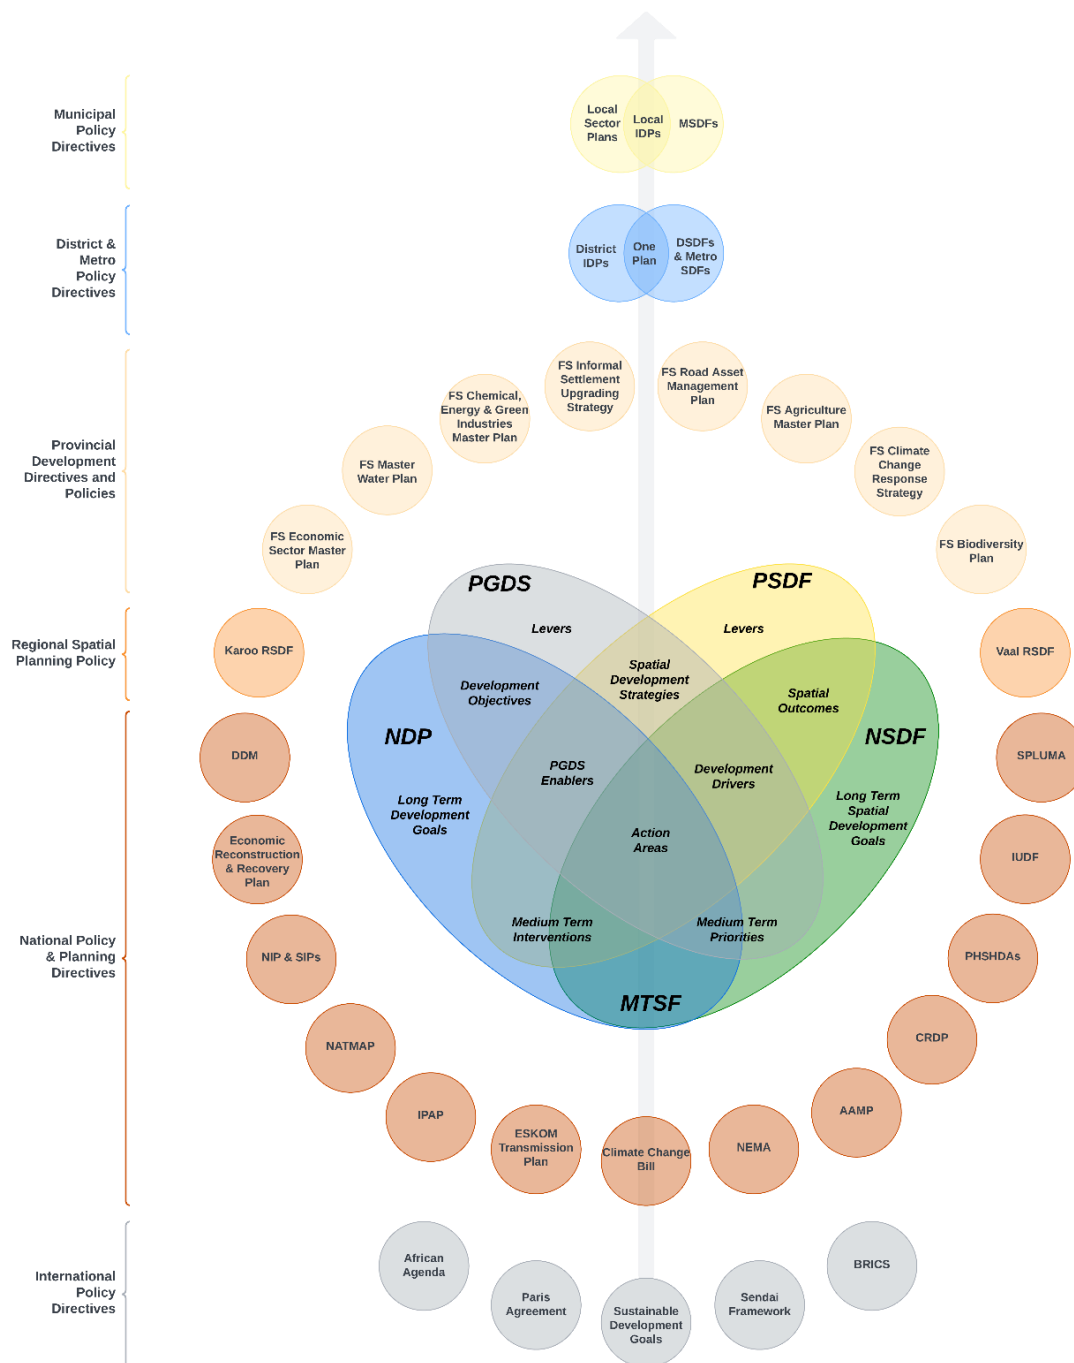 Municipal
Policy
Directives
Local
Sector
Plans
Local
IDPs
MSDFs
District &
Metro
Policy
Directives
District
IDPs
One
Plan
DSDFs
& Metro
SDFs
Provincial
Development
Directives and
Policies
FS Informal
Settlement
Upgrading
Strategy
FS Road Asset
Management
Plan
FS Chemical,
Energy & Green
Industries
Master Plan
FS Agriculture
Master Plan
FS Master
Water Plan
FS Climate
Change
Response
Strategy
FS Economic
Sector Master
Plan
FS Biodiversity
Plan
Regional Spatial
Planning Policy
Karoo RSDF
Vaal RSDF
PGDS
PSDF
Levers
Levers
Spatial
Development
Strategies
Development
Objectives
Spatial
Outcomes
NDP
NSDF
PGDS
Enablers
Development
Drivers
Long Term
Development
Goals
Long Term
Spatial
Development
Goals
Action
Areas
Medium Term
Interventions
Medium Term
Priorities
MTSF
National Policy
& Planning
Directives
DDM
SPLUMA
Economic
Reconstruction
& Recovery
Plan
IUDF
NIP & SIPs
PHSHDAs
NATMAP
CRDP
IPAP
AAMP
ESKOM
Transmission
Plan
Climate Change
Bill
NEMA
International
Policy
Directives
African
Agenda
Paris
Agreement
Sustainable
Development
Goals
Sendai
Framework
BRICS